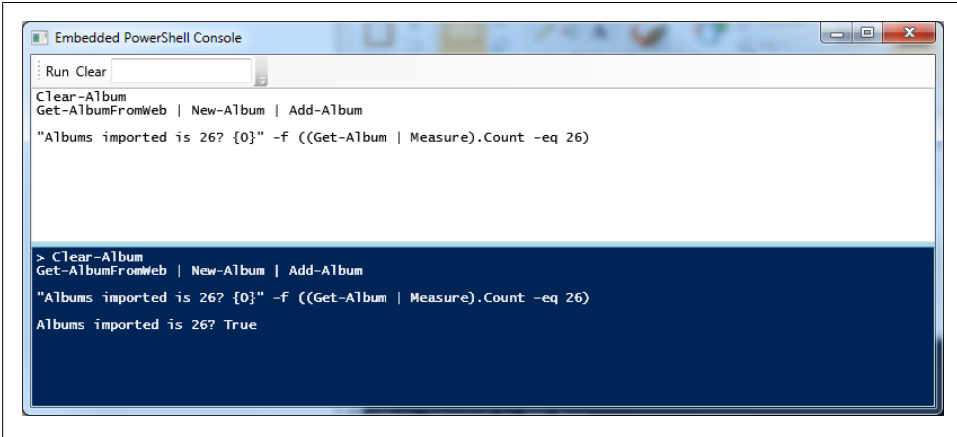 Embedded PowerShell Console
Run Clear
Clear-Album
Get-AlbumFromWeb | New-Album | Add-Album
"Albums imported is 26? {0}" -f ((Get-Album | Measure).Count -eq 26)
> Clear-Album
Get-AlbumFromWeb | New-Album | Add-Album
"Albums imported is 26? {0}" -f ((Get-Album | Measure).Count -eq 26)
Albums imported is 26? True